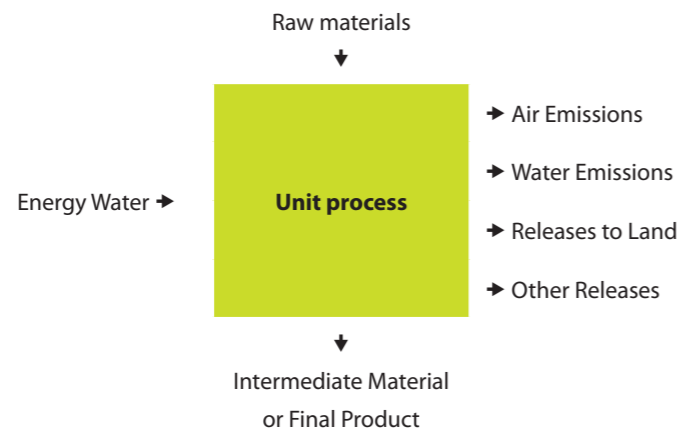 Raw materials
Air Emissions
Water Emissions
Energy Water
Unit process
Releases to Land
Other Releases
Intermediate Material
or Final Product